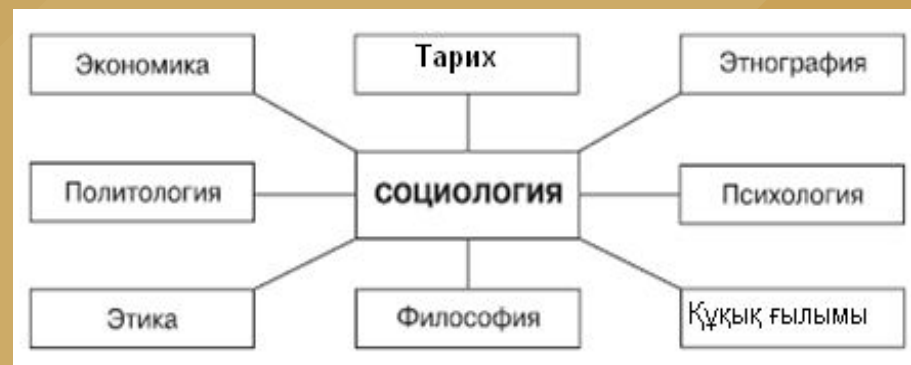 Экономика
Тарих
Этнография
Политология
СОЦИОЛОГИЯ
Психология
Этика
Философия
Құқық ғылымы